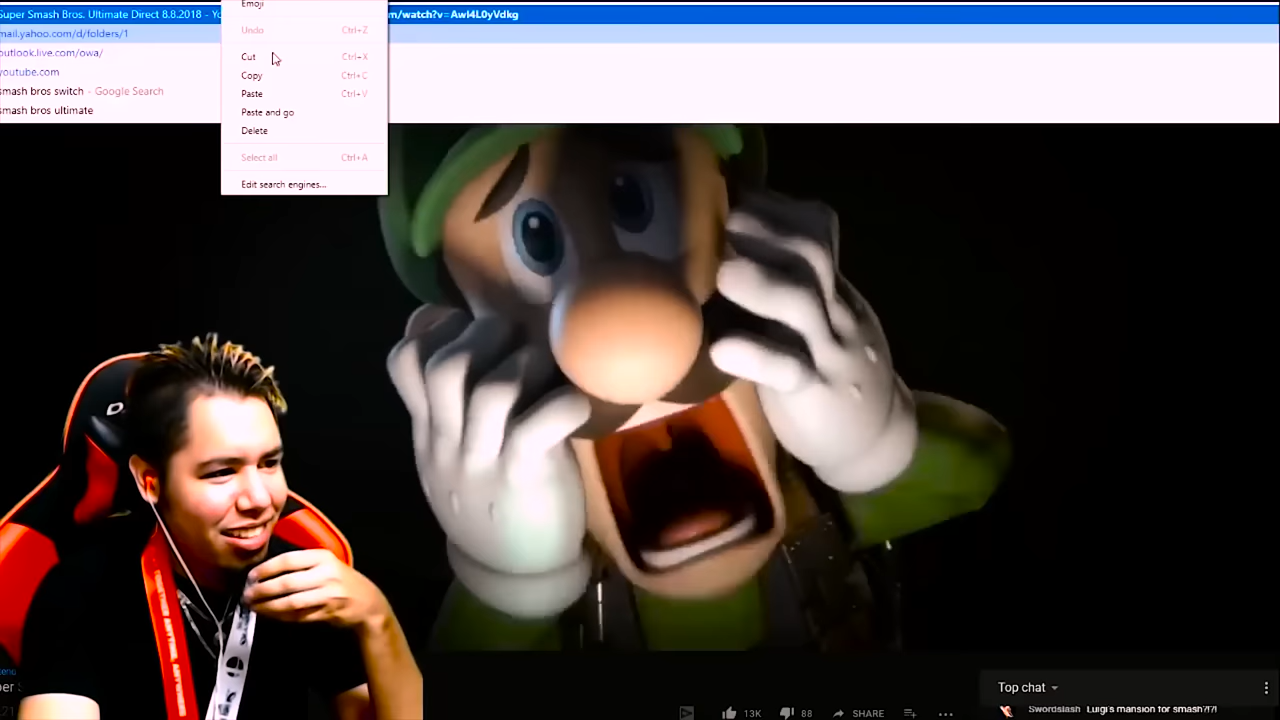 Emoji
Super Smash Bros. Ultimate Direct 8.8.2018 - Yo
m/watch?v=AwI4L0yVdkg
Undo Ctrl+Z
mail.yahoo.com/d/folders/1
outlook.live.com/owa/
Cut Ctrl+X
youtube.com
Copy Ctrl+C
smash bros switch - Google Search
Paste Ctrl+V
smash bros ultimate
Paste and go
Delete
Select all Ctrl+A
Edit search engines...
Top chat
13K 88 SHARE
Swordslash Luigi's mansion for smash?!?!